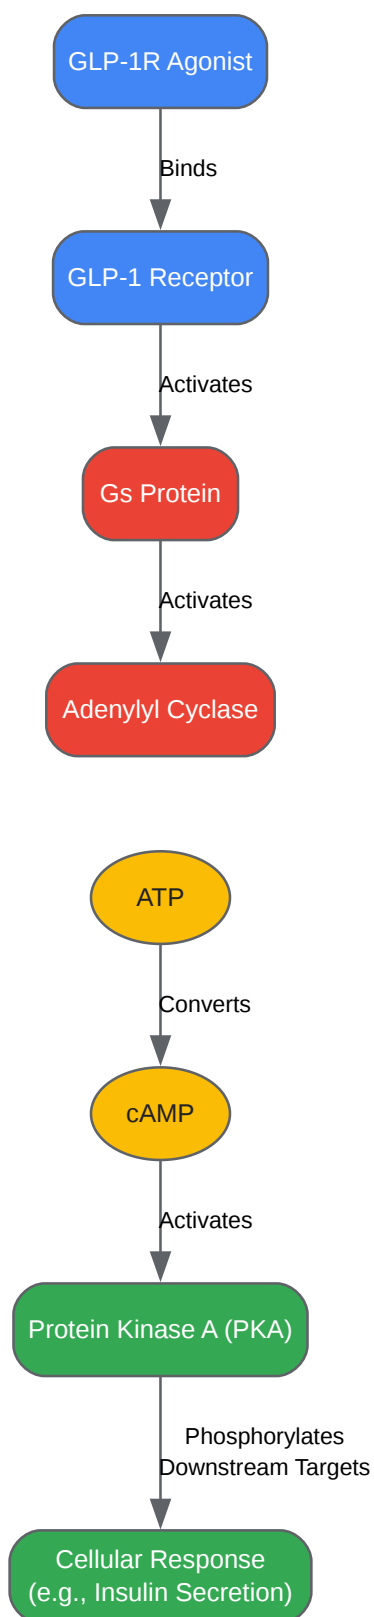 GLP-1R Agonist
Binds
GLP-1 Receptor
Activates
Gs Protein
Activates
Adenylyl Cyclase
ATP
Converts
cAMP
Activates
Protein Kinase A (PKA)
Phosphorylates
Downstream Targets
Cellular Response
(e.g., Insulin Secretion)